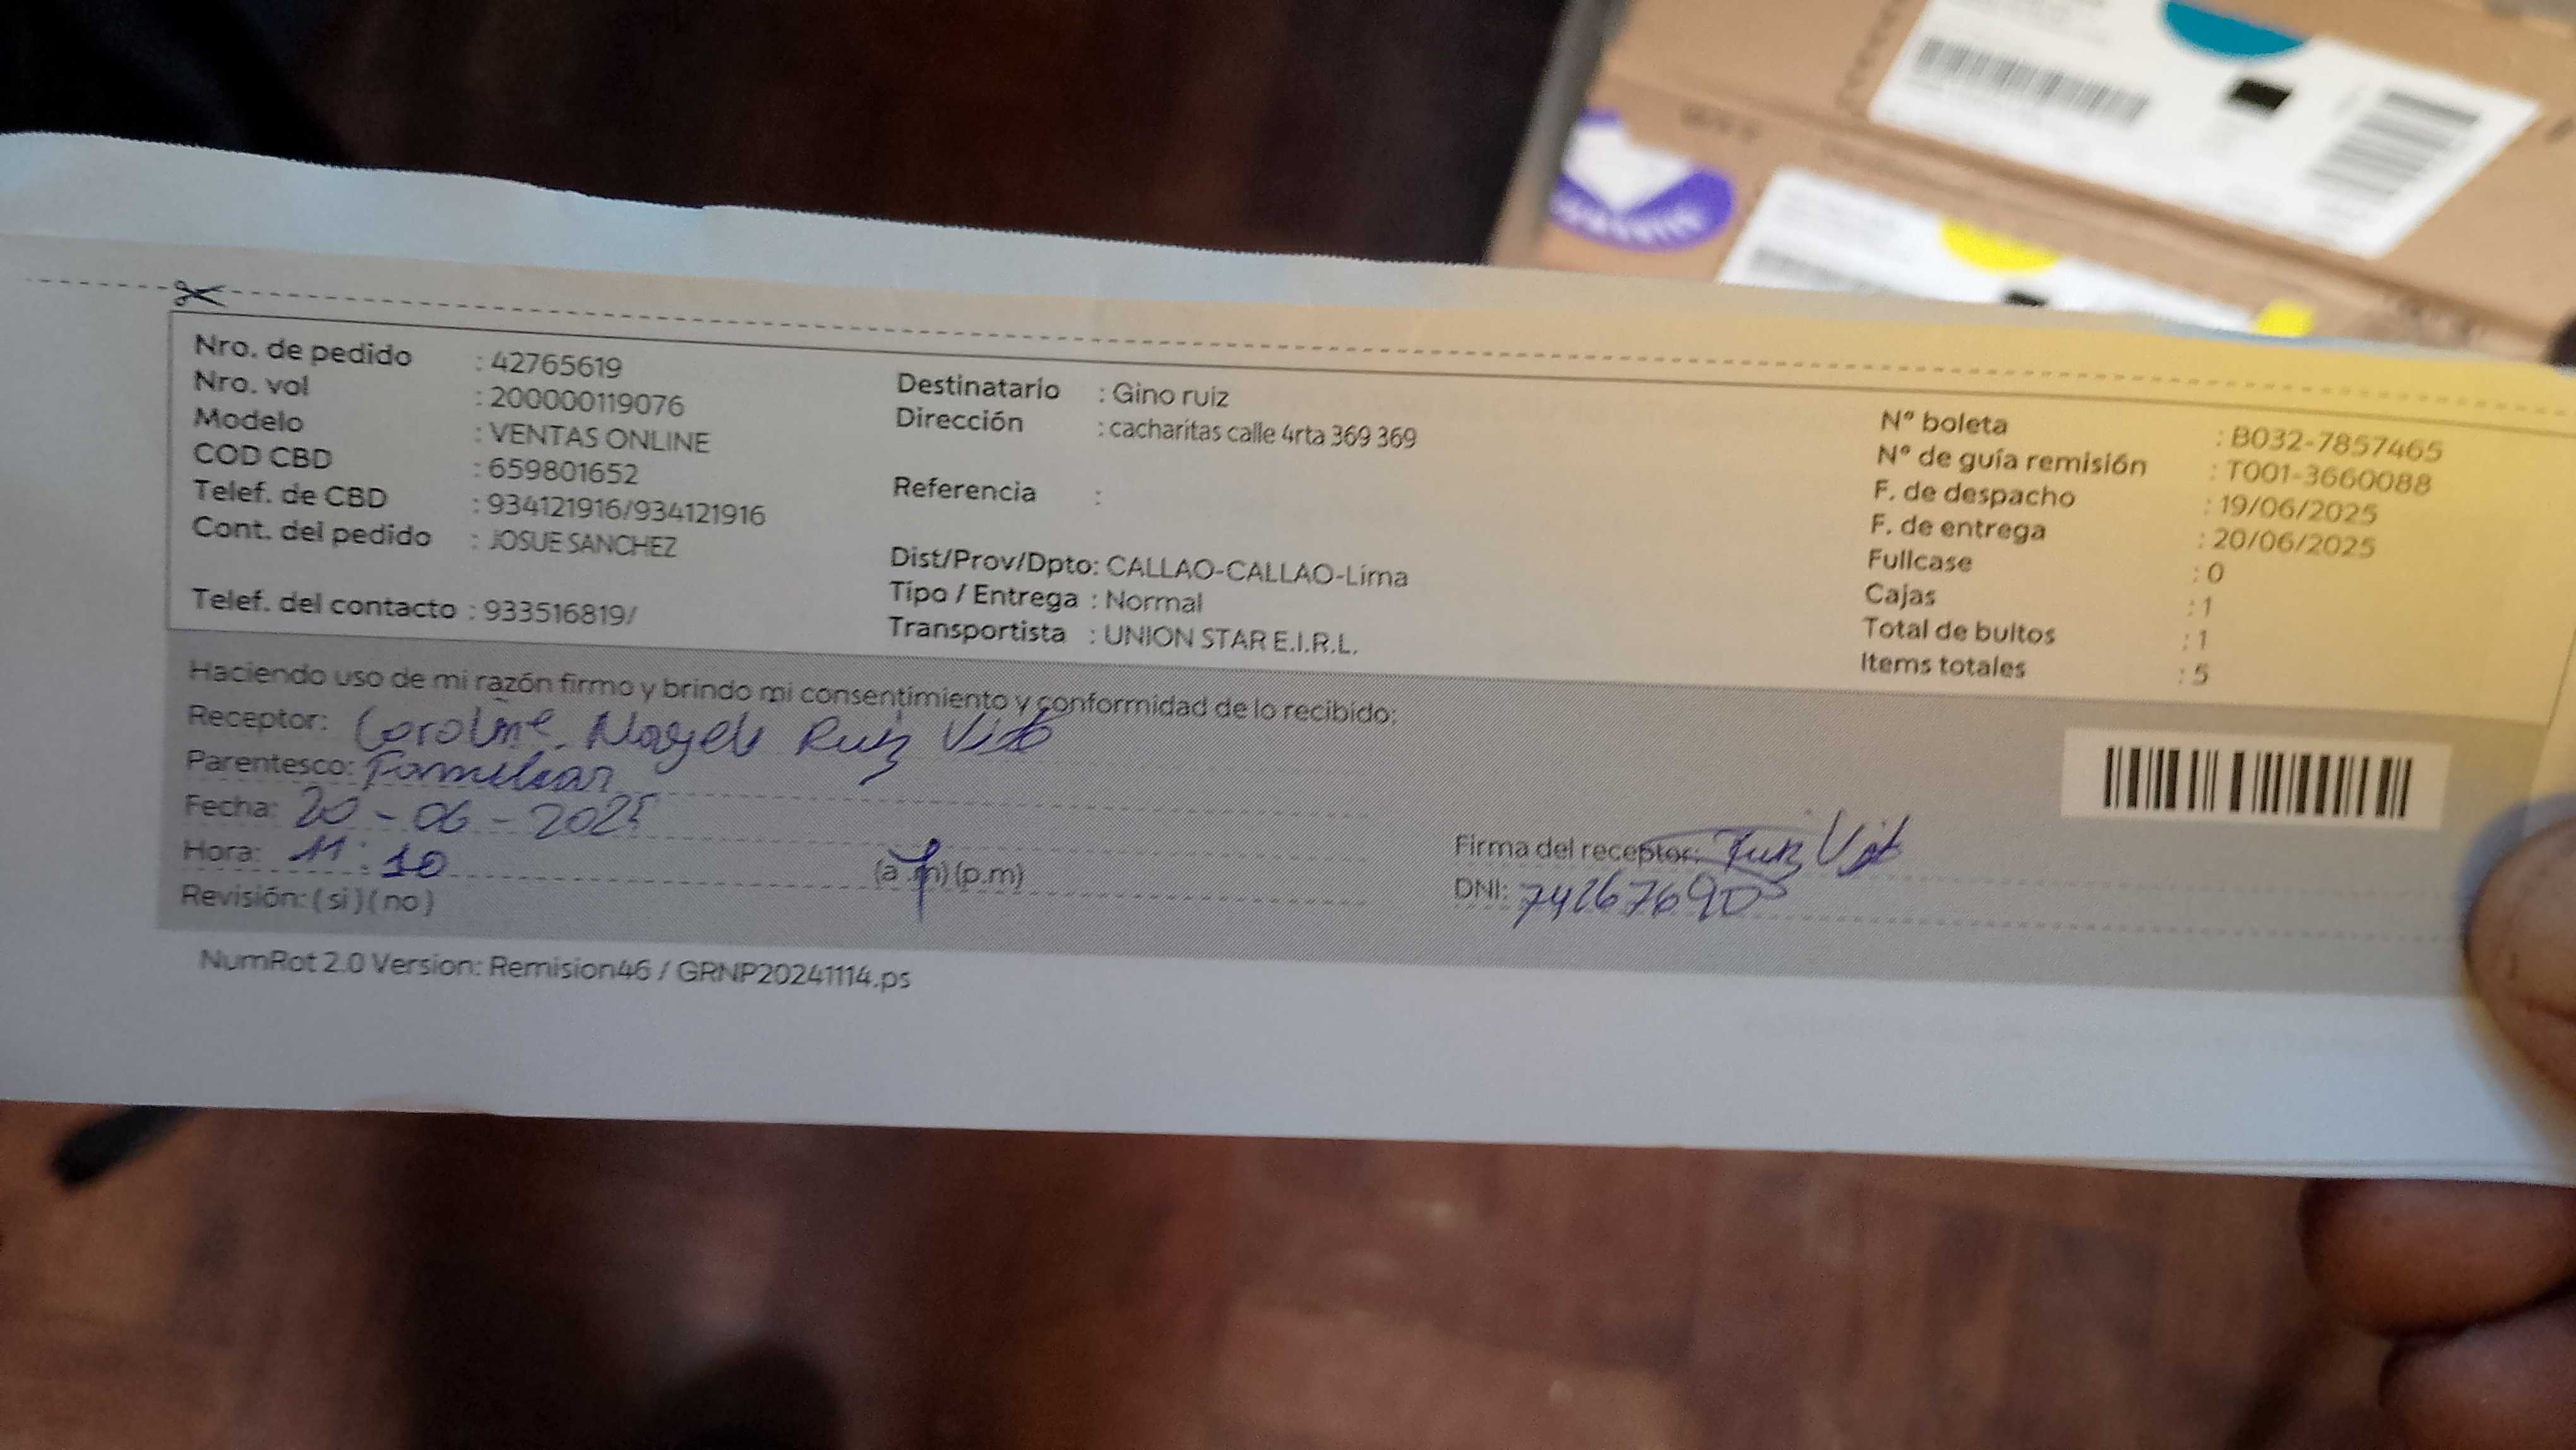 Nro. de pedido : 42765619
Nro. vol : 200000119076
Modelo : VENTAS ONLINE
COD CBD : 659801652
Telef. de CBD : 934121916/934121916
Cont. del pedido : JOSUE SANCHEZ
Telef. del contacto : 933516819/
Destinatario : Gino ruiz
Dirección : cacharitas calle 4rta 369 369
Referencia :
Dist/Prov/Dpto: CALLAO-CALLAO-Lima
Tipo / Entrega : Normal
Transportista : UNION STAR E.I.R.L.
N° boleta : B032-7857465
N° de guía remisión : T001-3660088
F. de despacho : 19/06/2025
F. de entrega : 20/06/2025
Fullcase : 0
Cajas : 1
Total de bultos : 1
Items totales : 5
Haciendo uso de mi razón firmo y brindo mi consentimiento y conformidad de lo recibido:
Receptor: Caroline Nayeli Ruiz Vite
Parentesco: Familiar
Fecha: 20-06-2025
Hora: 11:10 (a.m) (p.m)
Revisión: ( si ) ( no )
Firma del receptor: Ruiz Vite
DNI: 74267690
NumRot 2.0 Version: Remision46 / GRNP20241114.ps